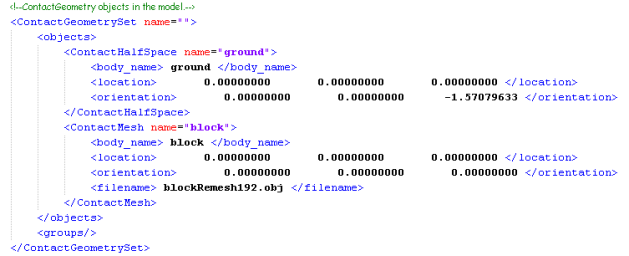 <!--ContactGeometry objects in the model.-->
<ContactGeometrySet name="">
<objects>
<ContactHalfSpace name="ground">
<body_name> ground </body_name>
<location> 0.00000000 0.00000000 0.00000000 </location>
<orientation> 0.00000000 0.00000000 -1.57079633 </orientation>
</ContactHalfSpace>
<ContactMesh name="block">
<body_name> block </body_name>
<location> 0.00000000 0.00000000 0.00000000 </location>
<orientation> 0.00000000 0.00000000 0.00000000 </orientation>
<filename> blockRemesh192.obj </filename>
</ContactMesh>
</objects>
<groups/>
</ContactGeometrySet>